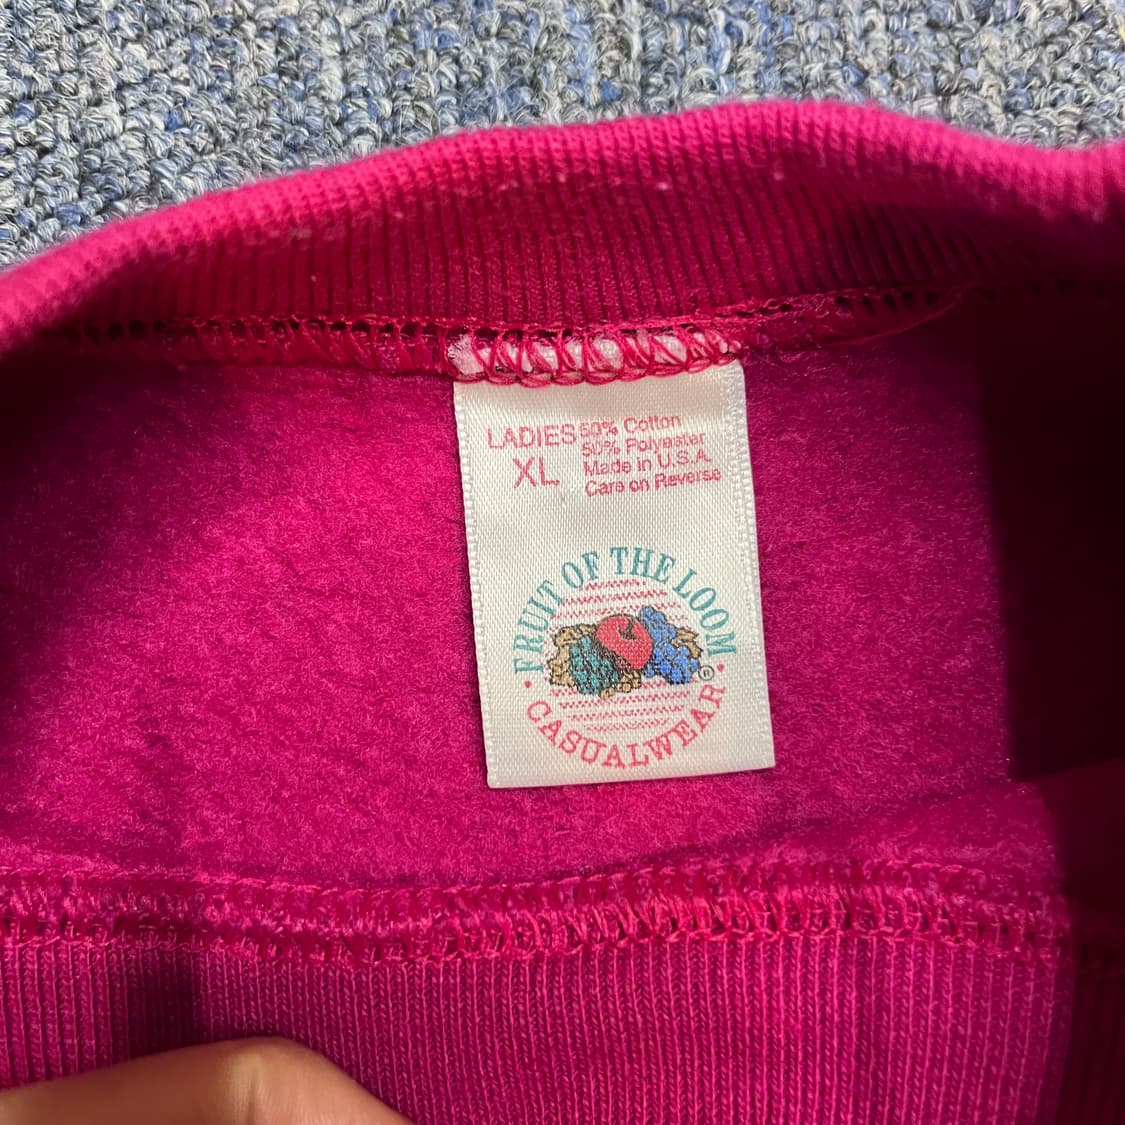 LADIES
XL
50% Cotton
50% Polyester
Made in U.S.A.
Care on Reverse
FRUIT OF THE LOOM
®
CASUALWEAR